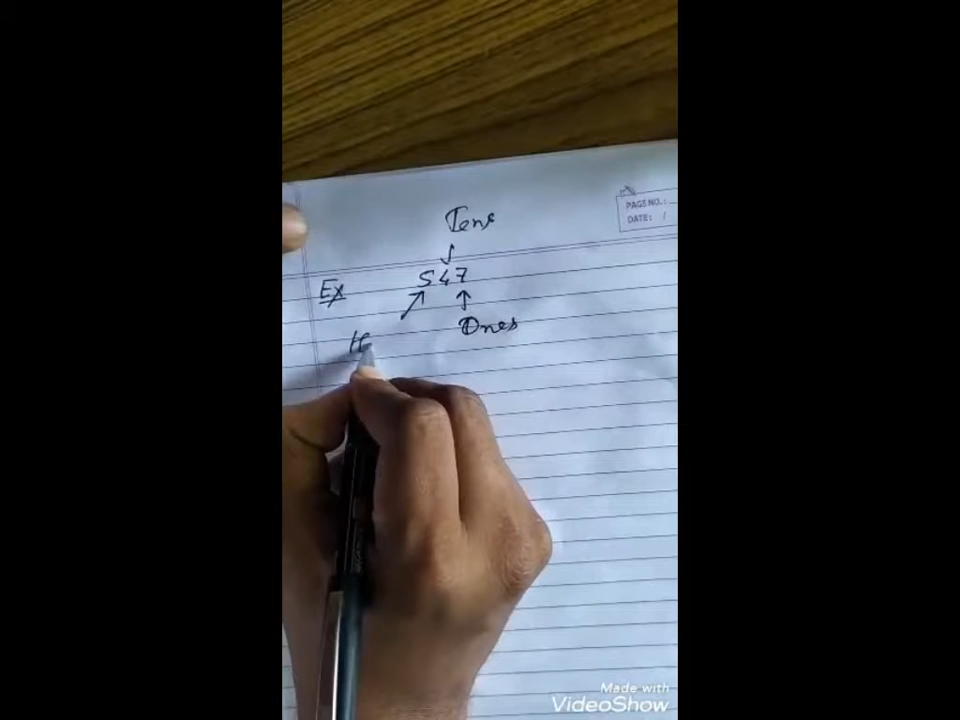 PAGE NO.:
DATE: /
Tens
Ex 547
Ones
H
Made with
VideoShow